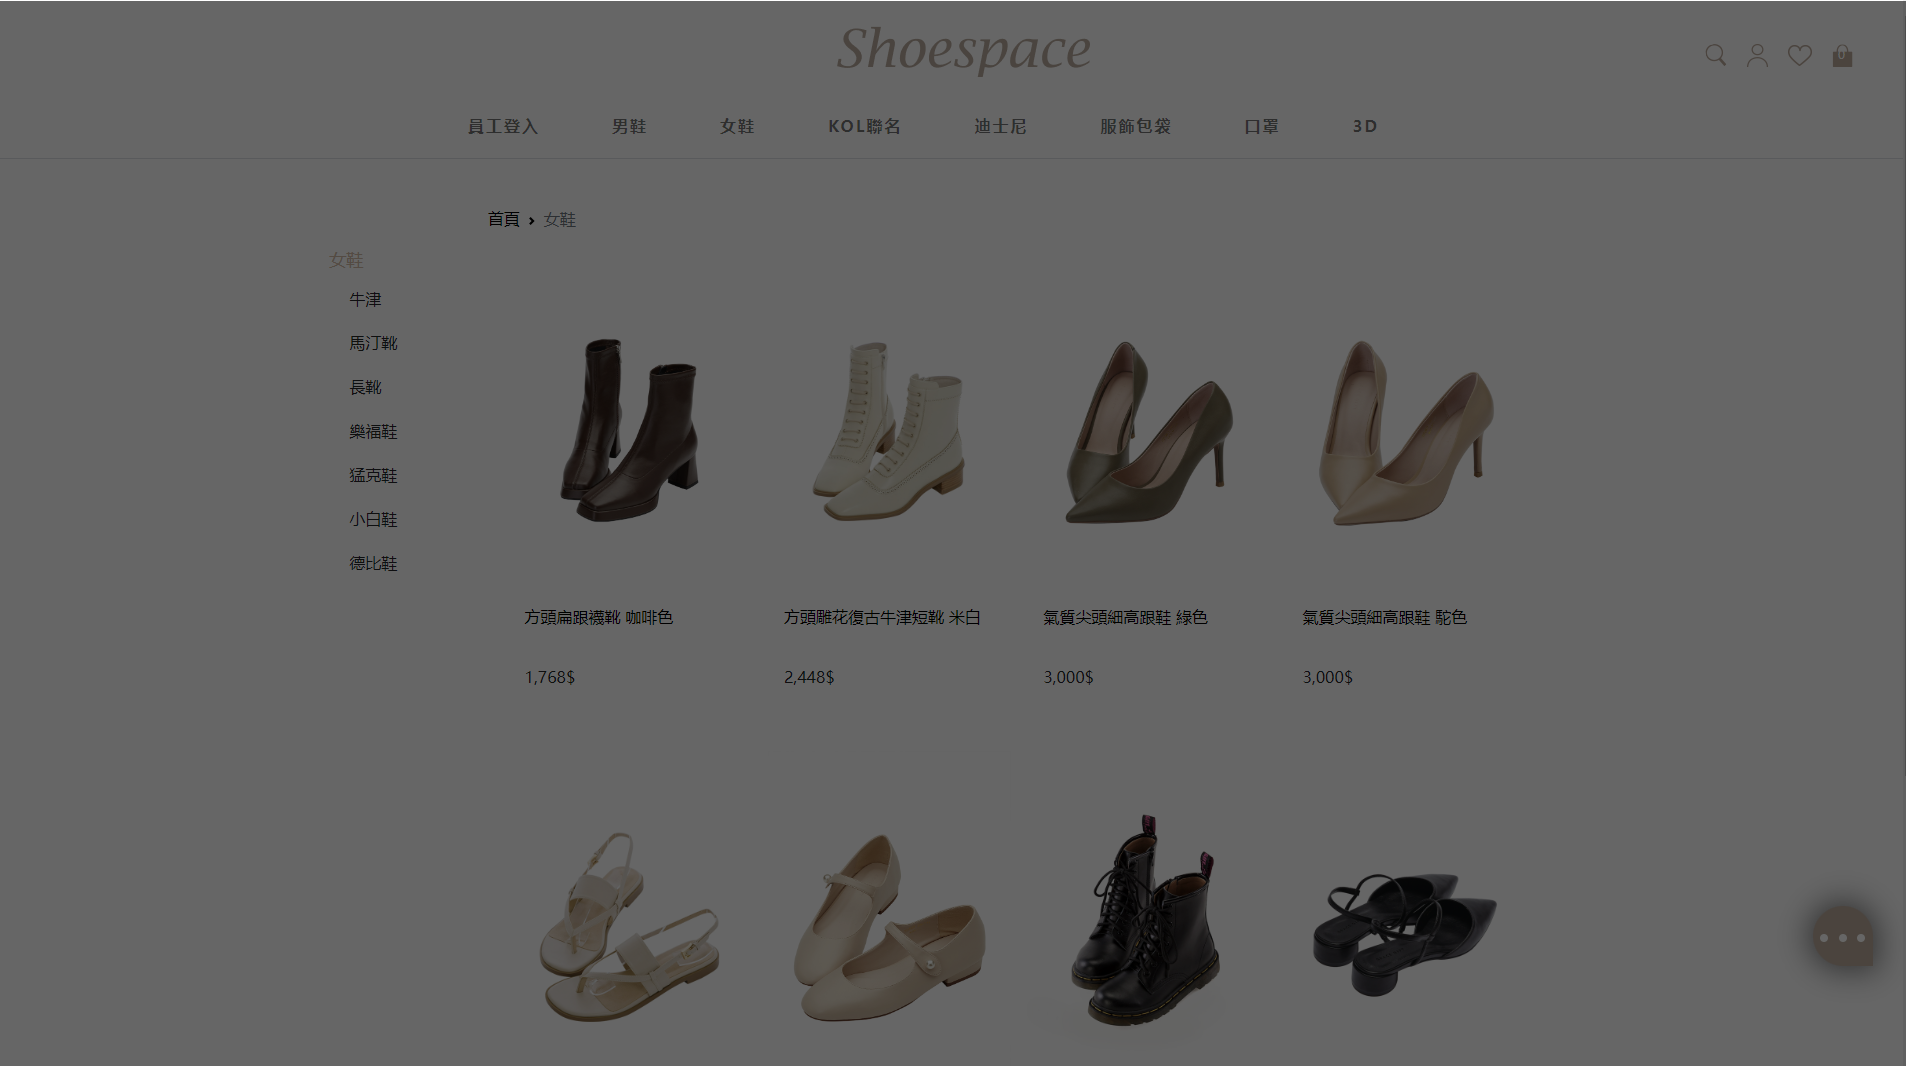 Shoespace
0
員工登入 男鞋 女鞋 KOL聯名 迪士尼 服飾包袋 口罩 3D
首頁 › 女鞋
女鞋
牛津
馬汀靴
長靴
樂福鞋
猛克鞋
小白鞋
德比鞋
方頭扁跟襪靴 咖啡色
方頭雕花復古牛津短靴 米白
氣質尖頭細高跟鞋 綠色
氣質尖頭細高跟鞋 駝色
1,768$
2,448$
3,000$
3,000$